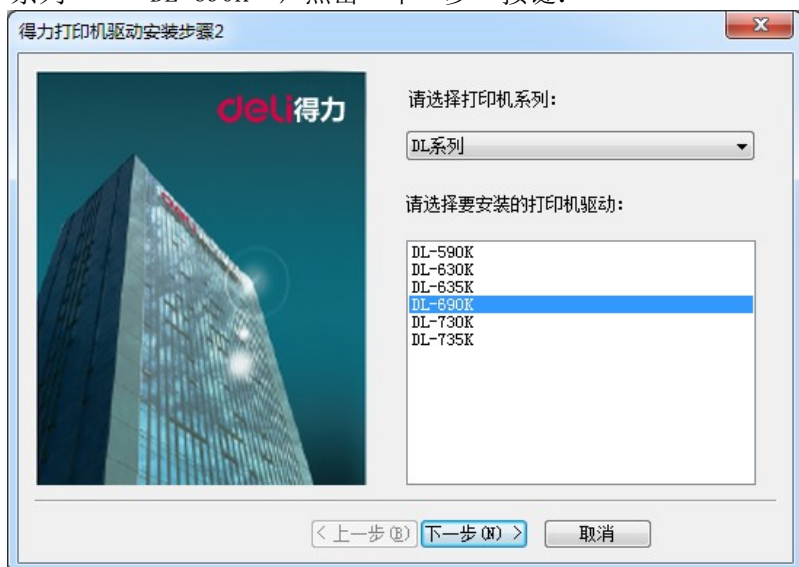 得力打印机驱动安装步骤2
deli得力
请选择打印机系列：
DL系列
请选择要安装的打印机驱动：
DL-590K
DL-630K
DL-635K
DL-690K
DL-730K
DL-735K
<上一步(B)
下一步(N) >
取消